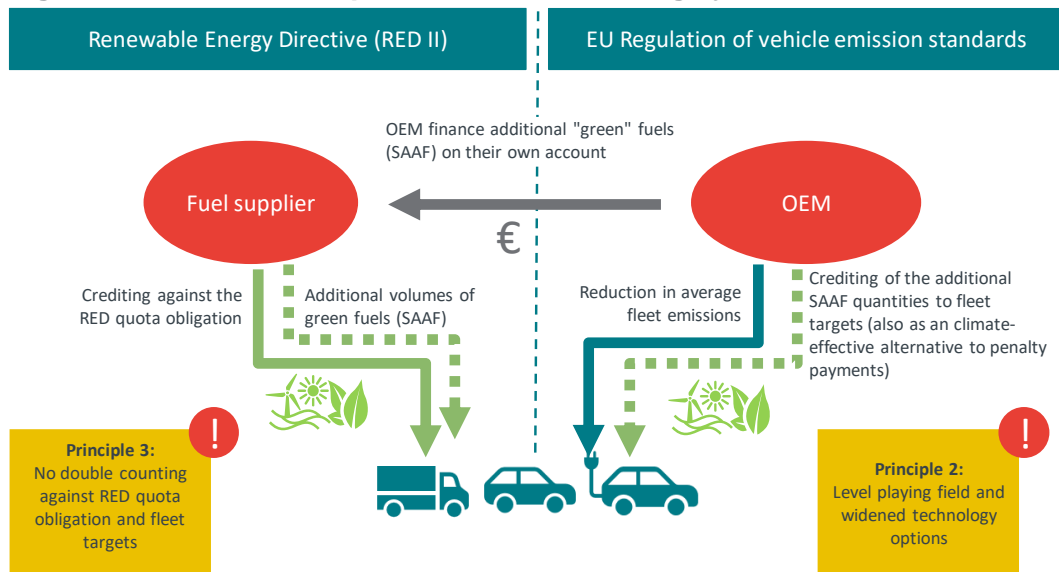 Renewable Energy Directive (RED II)
EU Regulation of vehicle emission standards
OEM finance additional "green" fuels
(SAAF) on their own account
Fuel supplier
OEM
€
Crediting against the
RED quota obligation
Additional volumes of
green fuels (SAAF)
Reduction in average
fleet emissions
Crediting of the additional
SAAF quantities to fleet
targets (also as an climate-
effective alternative to penalty
payments)
!
Principle 3:
No double counting
against RED quota
obligation and fleet
targets
!
Principle 2:
Level playing field and
widened technology
options